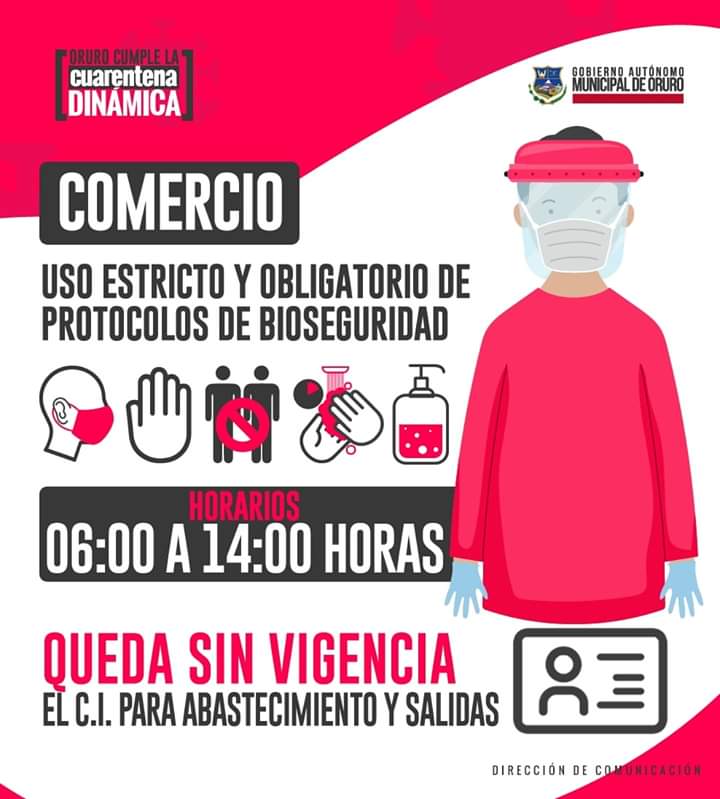 ORURO CUMPLE LA
cuarentena
DINÁMICA
GOBIERNO AUTÓNOMO
MUNICIPAL DE ORURO
COMERCIO
USO ESTRICTO Y OBLIGATORIO DE
PROTOCOLOS DE BIOSEGURIDAD
HORARIOS
06:00 A 14:00 HORAS
QUEDA SIN VIGENCIA
EL C.I. PARA ABASTECIMIENTO Y SALIDAS
DIRECCIÓN DE COMUNICACIÓN